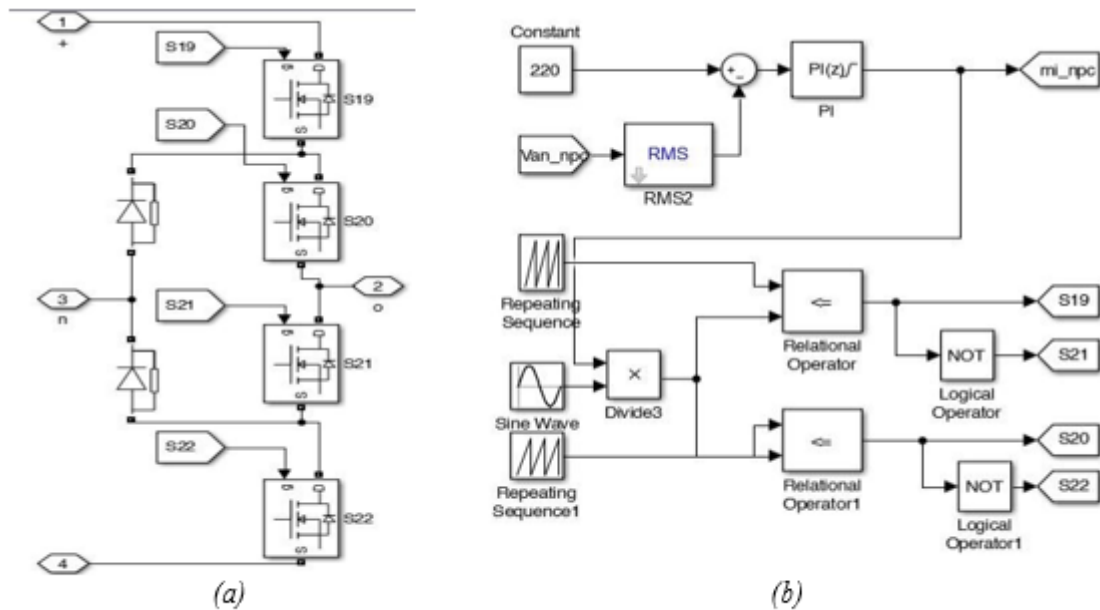 1
+
S19
g
D
S
S19
S20
g
D
S
S20
3
n
2
o
S21
g
D
S
S21
S22
g
D
S
S22
4
(a)
Constant
220
+
-
PI(z)
PI
mi_npc
Van_npc
RMS
RMS2
Repeating
Sequence
Sine Wave
×
Divide3
Repeating
Sequence1
<=
Relational
Operator
S19
NOT
Logical
Operator
S21
<=
Relational
Operator1
S20
NOT
Logical
Operator1
S22
(b)